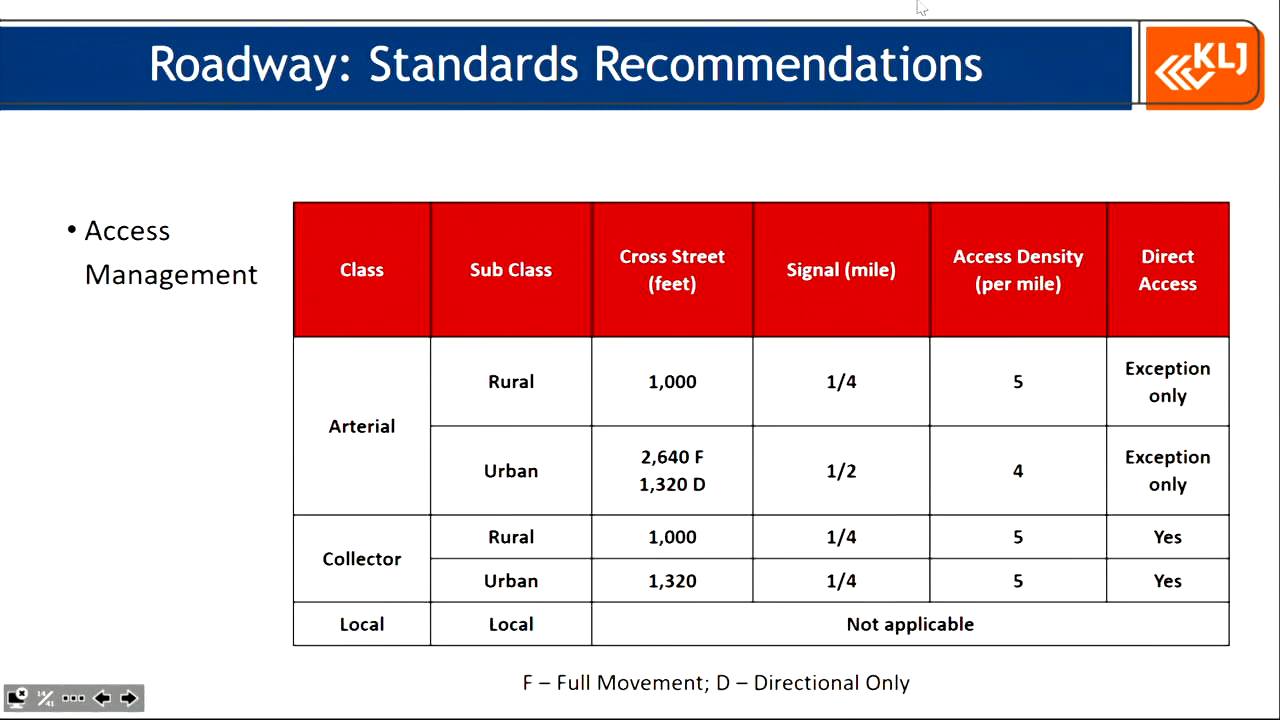 Roadway: Standards Recommendations
KLJ
• Access
Management
Class Sub Class Cross Street (feet) Signal (mile) Access Density (per mile) Direct Access
Arterial Rural 1,000 1/4 5 Exception only
Urban 2,640 F 1,320 D 1/2 4 Exception only
Collector Rural 1,000 1/4 5 Yes
Urban 1,320 1/4 5 Yes
Local Local Not applicable
F – Full Movement; D – Directional Only